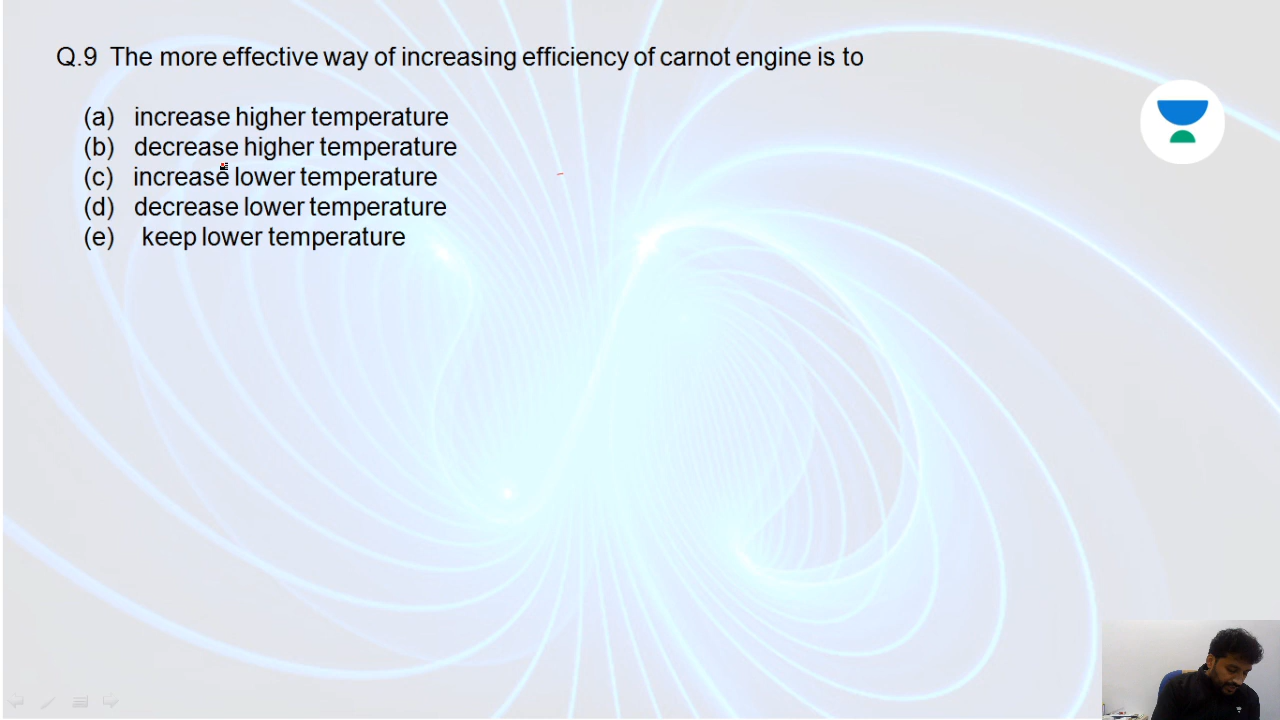 Q.9 The more effective way of increasing efficiency of carnot engine is to
(a) increase higher temperature
(b) decrease higher temperature
(c) increase lower temperature
(d) decrease lower temperature
(e) keep lower temperature